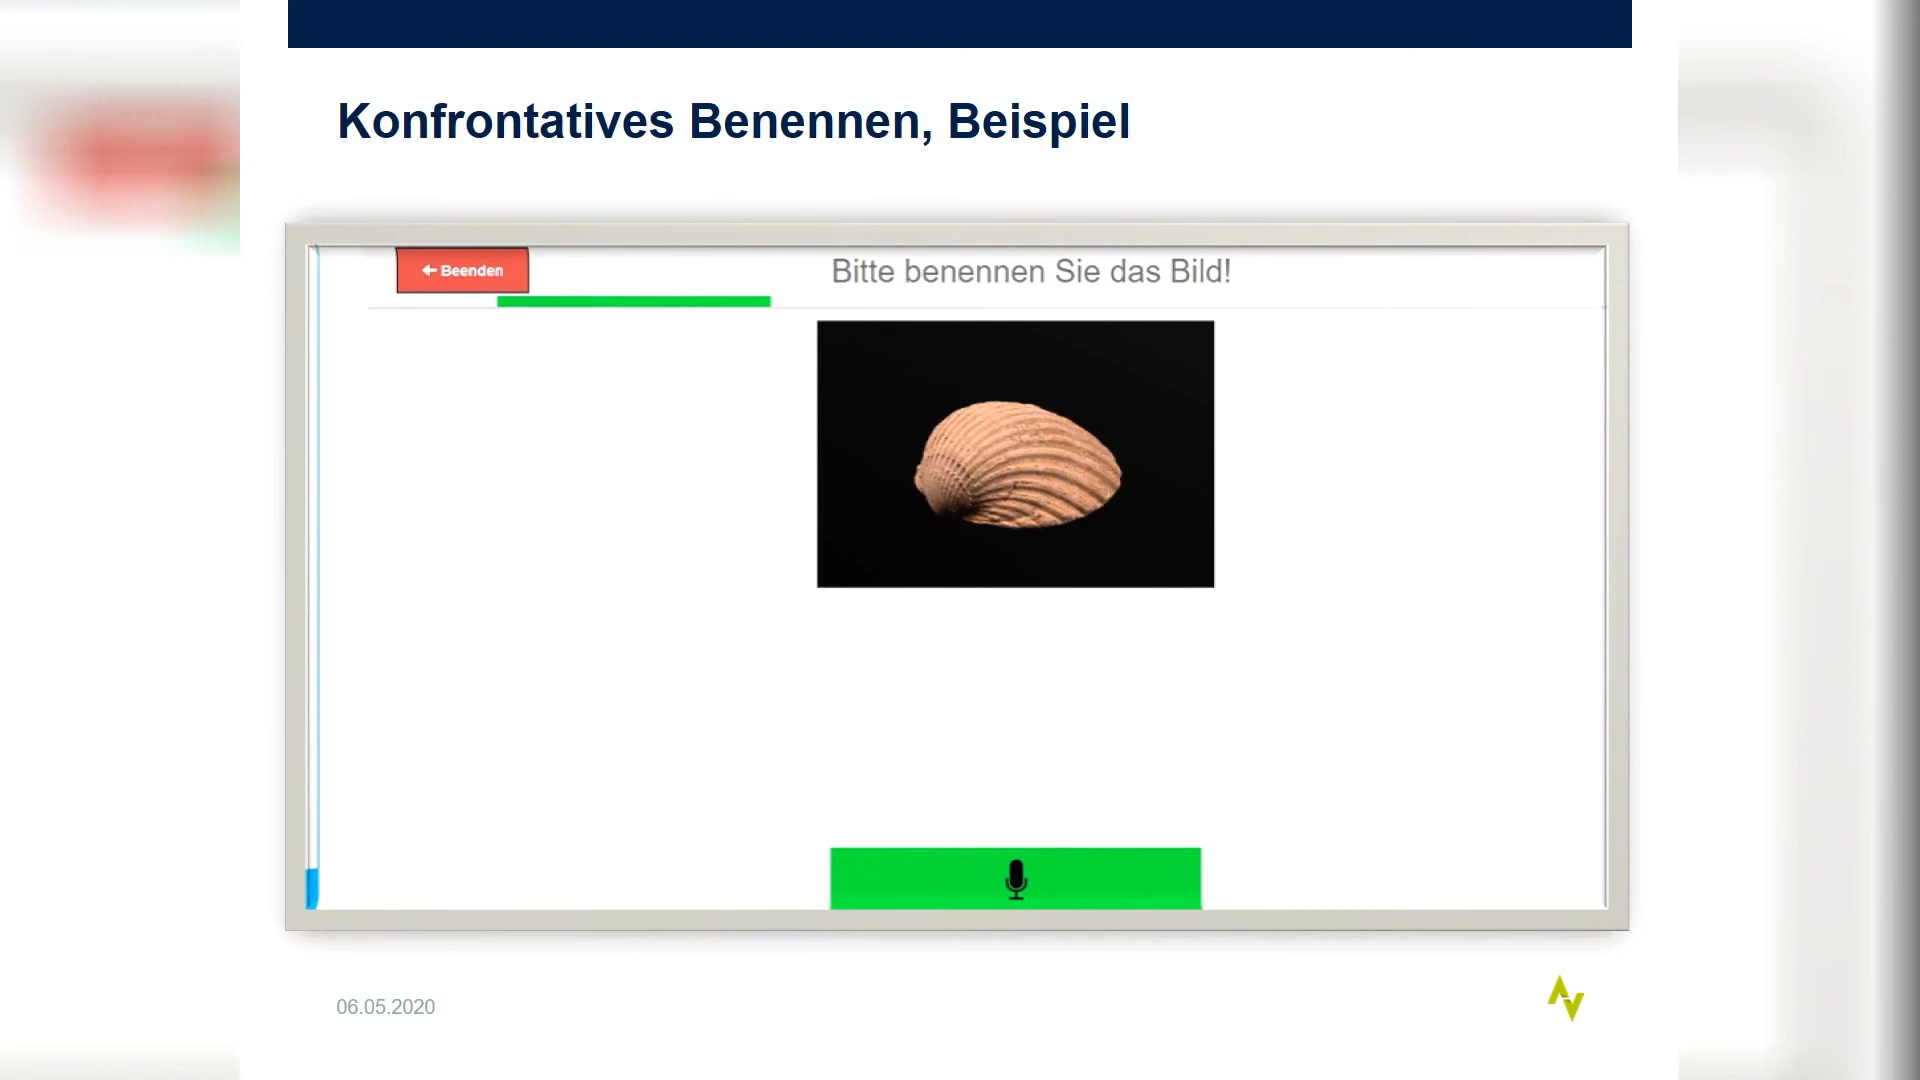 Konfrontatives Benennen, Beispiel
Beenden
Bitte benennen Sie das Bild!
06.05.2020